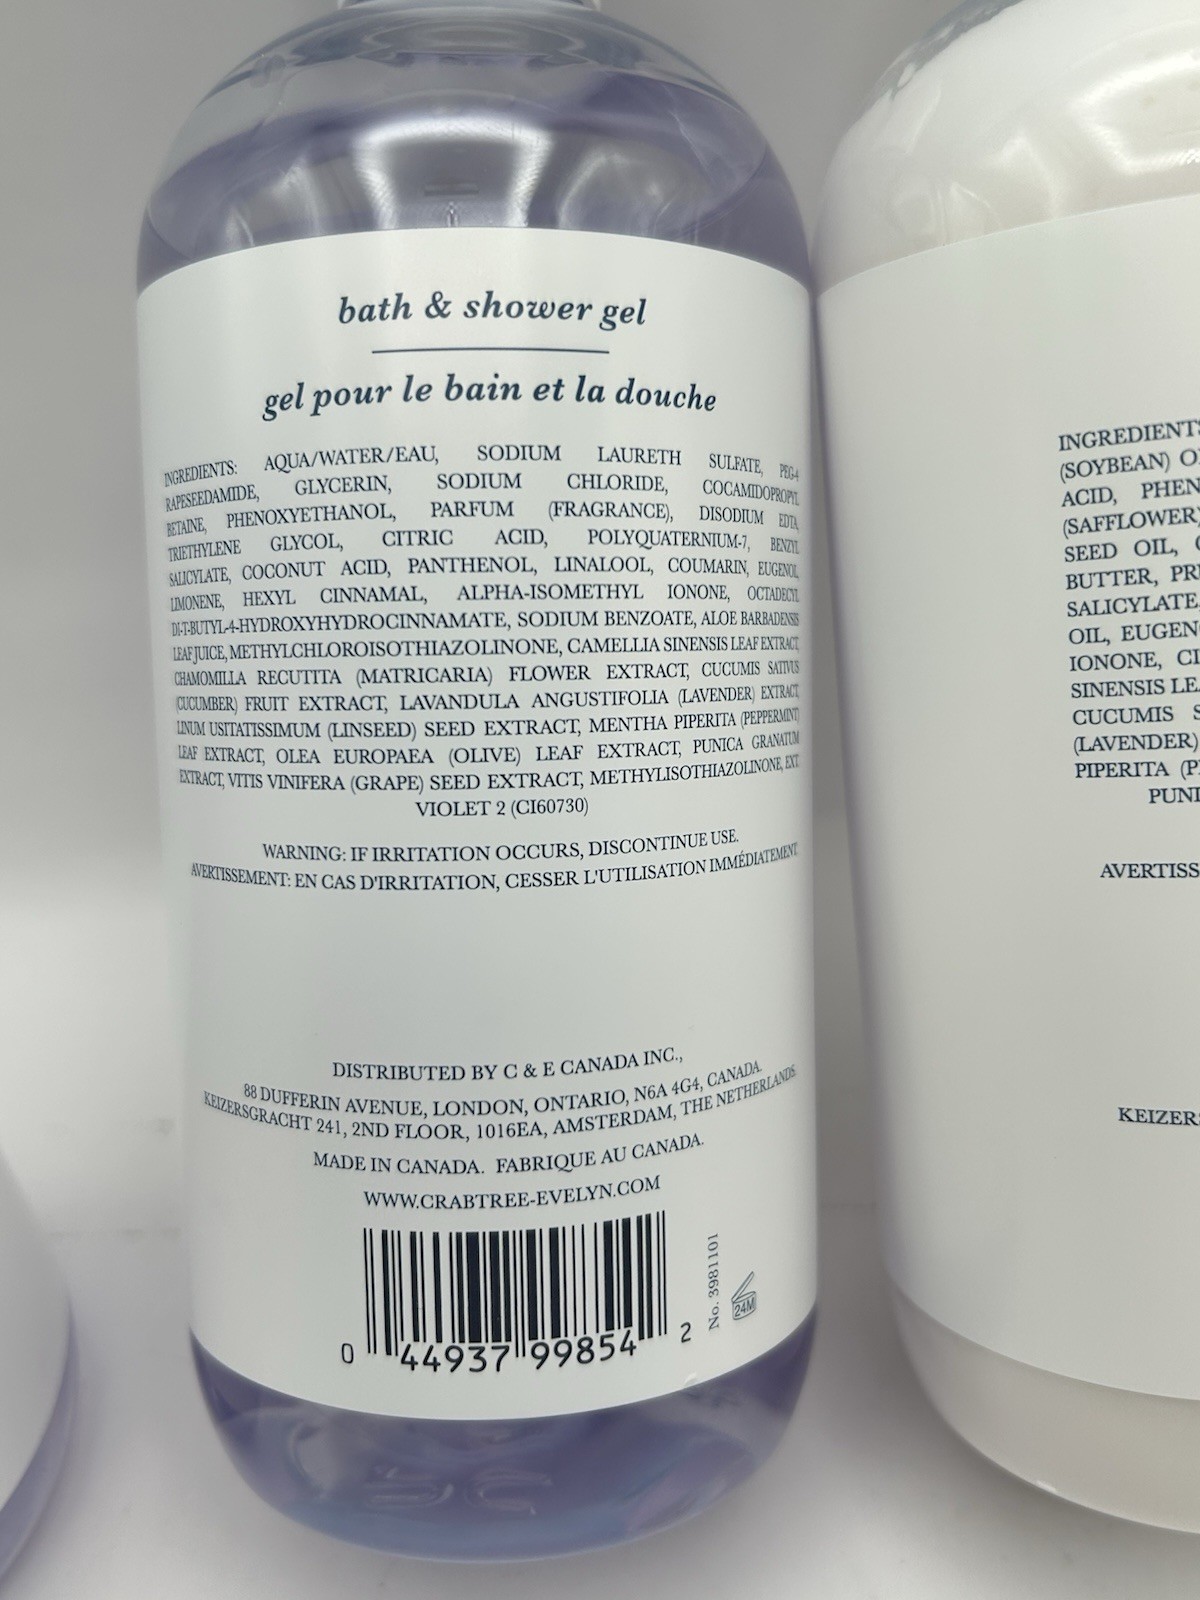 bath & shower gel
gel pour le bain et la douche
INGREDIENTS: AQUA/WATER/EAU, SODIUM LAURETH SULFATE, PEG-4
RAPESEEDAMIDE, GLYCERIN, SODIUM CHLORIDE, COCAMIDOPROPYL
BETAINE, PHENOXYETHANOL, PARFUM (FRAGRANCE), DISODIUM EDTA,
TRIETHYLENE GLYCOL, CITRIC ACID, POLYQUATERNIUM-7, BENZYL
SALICYLATE, COCONUT ACID, PANTHENOL, LINALOOL, COUMARIN, EUGENOL,
LIMONENE, HEXYL CINNAMAL, ALPHA-ISOMETHYL IONONE, OCTADECYL
DI-T-BUTYL-4-HYDROXYHYDROCINNAMATE, SODIUM BENZOATE, ALOE BARBADENSIS
LEAF JUICE, METHYLCHLOROISOTHIAZOLINONE, CAMELLIA SINENSIS LEAF EXTRACT,
CHAMOMILLA RECUTITA (MATRICARIA) FLOWER EXTRACT, CUCUMIS SATIVUS
(CUCUMBER) FRUIT EXTRACT, LAVANDULA ANGUSTIFOLIA (LAVENDER) EXTRACT,
LINUM USITATISSIMUM (LINSEED) SEED EXTRACT, MENTHA PIPERITA (PEPPERMINT)
LEAF EXTRACT, OLEA EUROPAEA (OLIVE) LEAF EXTRACT, PUNICA GRANATUM
EXTRACT, VITIS VINIFERA (GRAPE) SEED EXTRACT, METHYLISOTHIAZOLINONE, EXT.
VIOLET 2 (CI60730)
WARNING: IF IRRITATION OCCURS, DISCONTINUE USE.
AVERTISSEMENT: EN CAS D'IRRITATION, CESSER L'UTILISATION IMMÉDIATEMENT.
DISTRIBUTED BY C & E CANADA INC.,
88 DUFFERIN AVENUE, LONDON, ONTARIO, N6A 4G4, CANADA.
KEIZERSGRACHT 241, 2ND FLOOR, 1016EA, AMSTERDAM, THE NETHERLANDS.
MADE IN CANADA. FABRIQUE AU CANADA.
WWW.CRABTREE-EVELYN.COM
0 44937 99854 2
No. 3981101
24M
INGREDIENTS
(SOYBEAN)
ACID, PHEN
(SAFFLOWER)
SEED OIL,
BUTTER, PR
SALICYLATE,
OIL, EUGEN
IONONE, CI
SINENSIS LEA
CUCUMIS S
(LAVENDER)
PIPERITA
PUNI
AVERTISS
KEIZERS